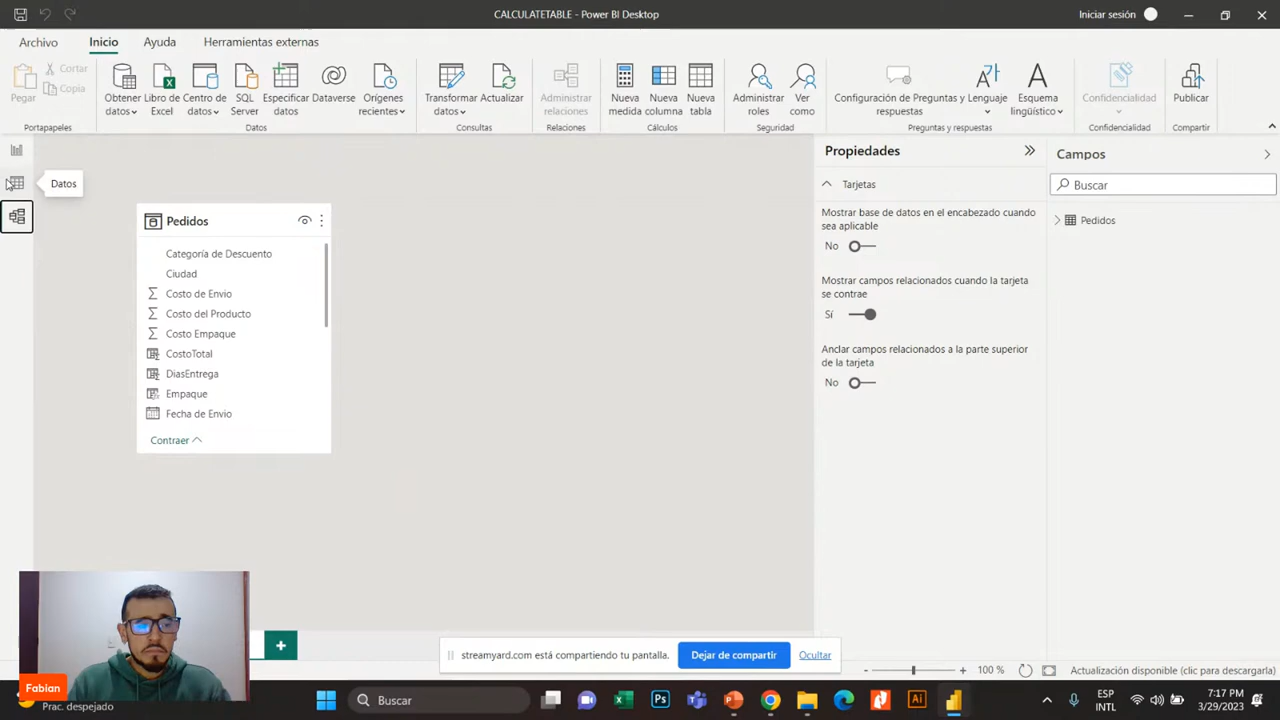 CALCULATETABLE - Power BI Desktop
Iniciar sesión
Archivo
Inicio
Ayuda
Herramientas externas
Pegar
Cortar
Copia
Portapapeles
Obtener datos
Libro de Excel
Centro de datos
SQL Server
Especificar datos
Dataverse
Orígenes recientes
Datos
Transformar datos
Actualizar
Consultas
Administrar relaciones
Relaciones
Nueva medida
Nueva columna
Nueva tabla
Cálculos
Administrar roles
Ver como
Seguridad
Configuración de Preguntas y respuestas
Lenguaje
Esquema lingüístico
Preguntas y respuestas
Confidencialidad
Confidencialidad
Publicar
Compartir
Datos
Pedidos
Categoría de Descuento
Ciudad
Costo de Envio
Costo del Producto
Costo Empaque
CostoTotal
DiasEntrega
Empaque
Fecha de Envio
Contraer
Propiedades
Tarjetas
Mostrar base de datos en el encabezado cuando
sea aplicable
No
Mostrar campos relacionados cuando la tarjeta
se contrae
Sí
Anclar campos relacionados a la parte superior
de la tarjeta
No
Campos
Buscar
Pedidos
streamyard.com está compartiendo tu pantalla.
Dejar de compartir
Ocultar
100 %
Actualización disponible (clic para descargarla)
Fabian
Prac. despejado
Buscar
Ps
Ai
ESP
INTL
7:17 PM
3/29/2023